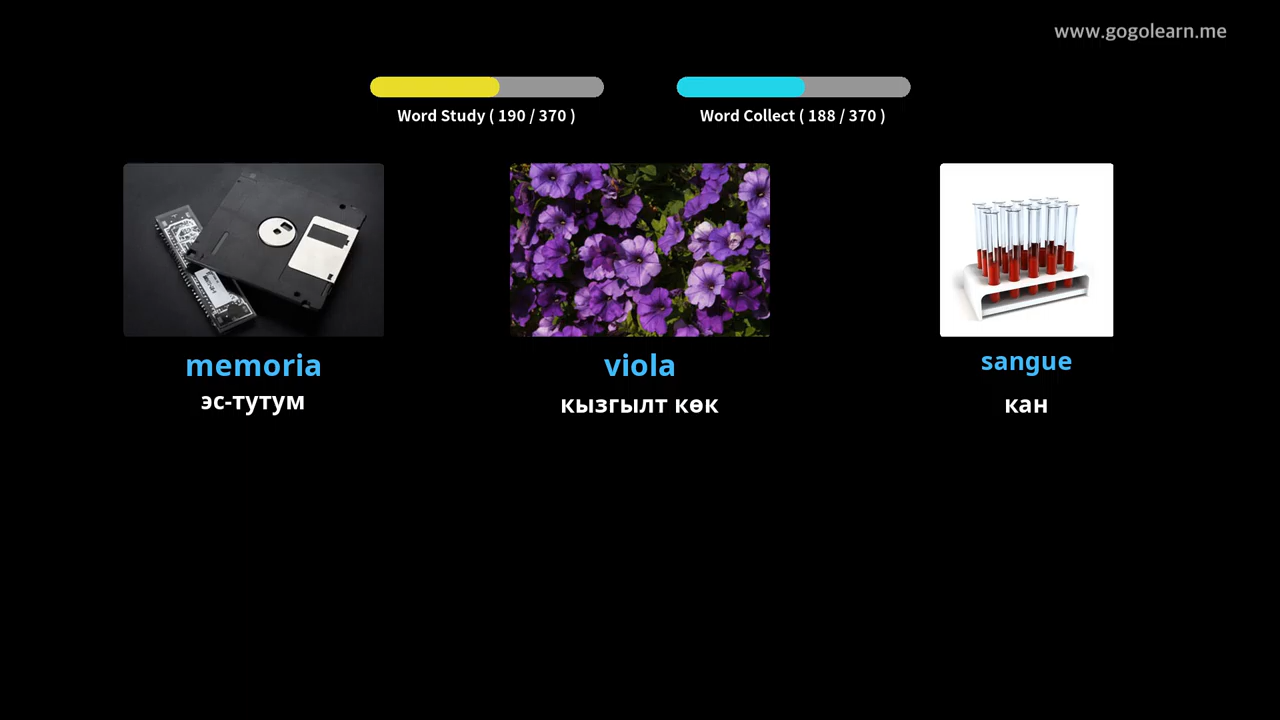 www.gogolearn.me
Word Study ( 190 / 370 )
Word Collect ( 188 / 370 )
memoria
эс-тутум
viola
кызгылт көк
sangue
кан